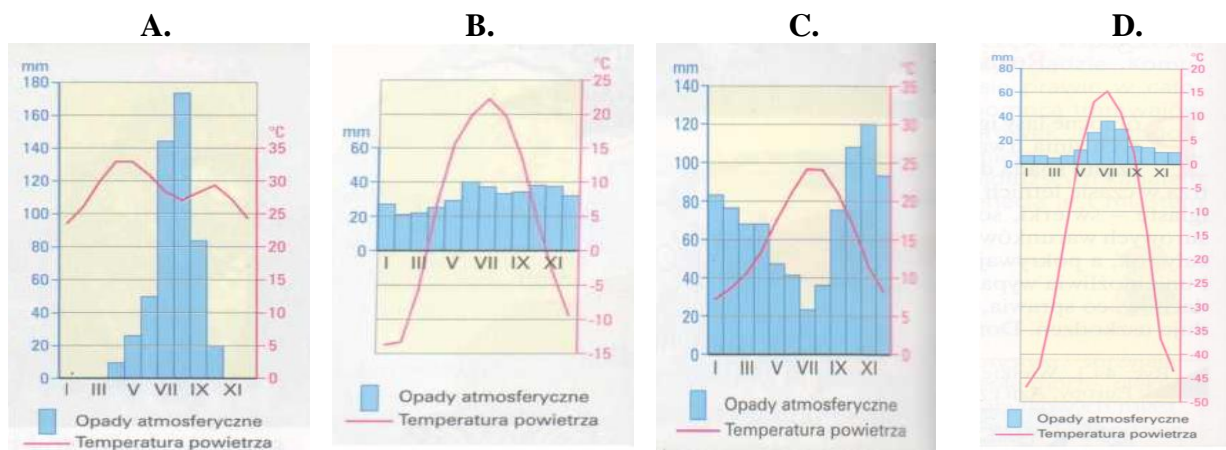 A.
mm
180
160
140
120
100
80
60
40
20
0
°C
35
30
25
20
15
10
5
0
I III V VII IX XI
Opady atmosferyczne
Temperatura powietrza
B.
°C
25
20
15
10
5
0
-5
-10
-15
mm
60
40
20
0
I III V VII IX XI
Opady atmosferyczne
Temperatura powietrza
C.
mm
140
120
100
80
60
40
20
0
°C
35
30
25
20
15
10
5
0
I III V VII IX XI
Opady atmosferyczne
Temperatura powietrza
D.
mm
80
60
40
20
0
°C
20
15
10
5
0
-5
-10
-15
-20
-25
-30
-35
-40
-45
-50
I III V VII IX XI
Opady atmosferyczne
Temperatura powietrza